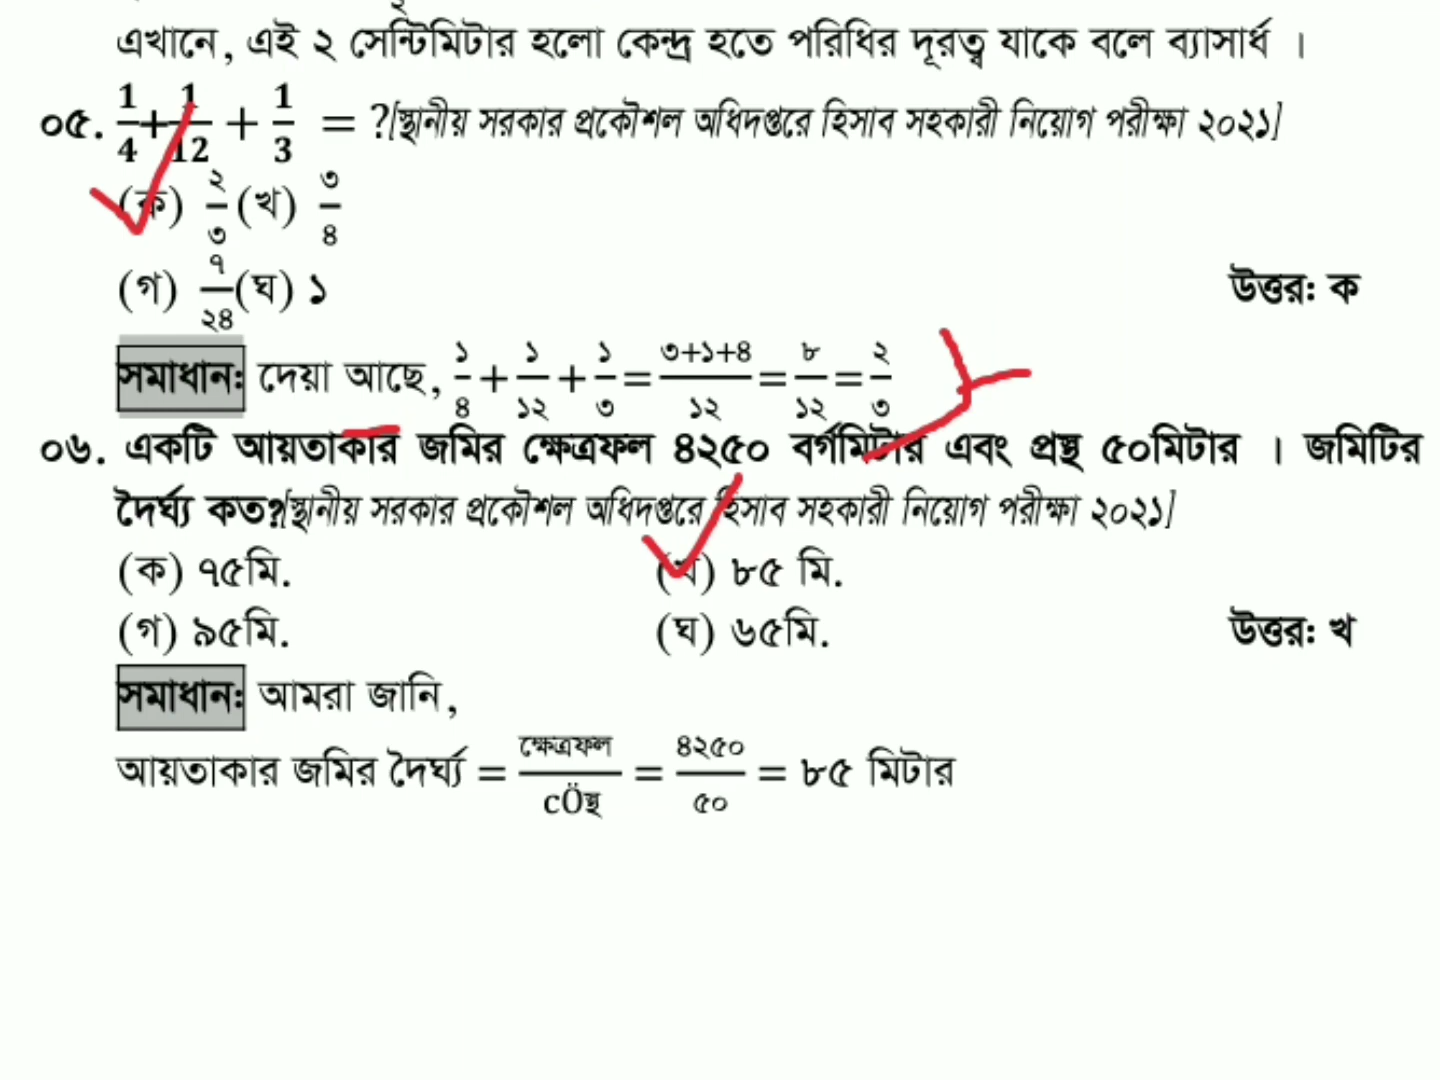 এখানে, এই ২ সেন্টিমিটার হলো কেন্দ্র হতে পরিধির দূরত্ব যাকে বলে ব্যাসার্ধ ।
০৫. 1/4 + 1/12 + 1/3 = ?[স্থানীয় সরকার প্রকৌশল অধিদপ্তরে হিসাব সহকারী নিয়োগ পরীক্ষা ২০২১]
(ক) ২/৩ (খ) ৩/৪
(গ) ৭/২৪ (ঘ) ১ উত্তর: ক
সমাধান: দেয়া আছে, ১/৪ + ১/১২ + ১/৩ = ৩+১+৪/১২ = ৮/১২ = ২/৩
০৬. একটি আয়তাকার জমির ক্ষেত্রফল ৪২৫০ বর্গমিটার এবং প্রস্থ ৫০মিটার । জমিটির
দৈর্ঘ্য কত?[স্থানীয় সরকার প্রকৌশল অধিদপ্তরে হিসাব সহকারী নিয়োগ পরীক্ষা ২০২১]
(ক) ৭৫মি. (খ) ৮৫ মি.
(গ) ৯৫মি. (ঘ) ৬৫মি. উত্তর: খ
সমাধান: আমরা জানি,
আয়তাকার জমির দৈর্ঘ্য = ক্ষেত্রফল/cÖস্থ = ৪২৫০/৫০ = ৮৫ মিটার